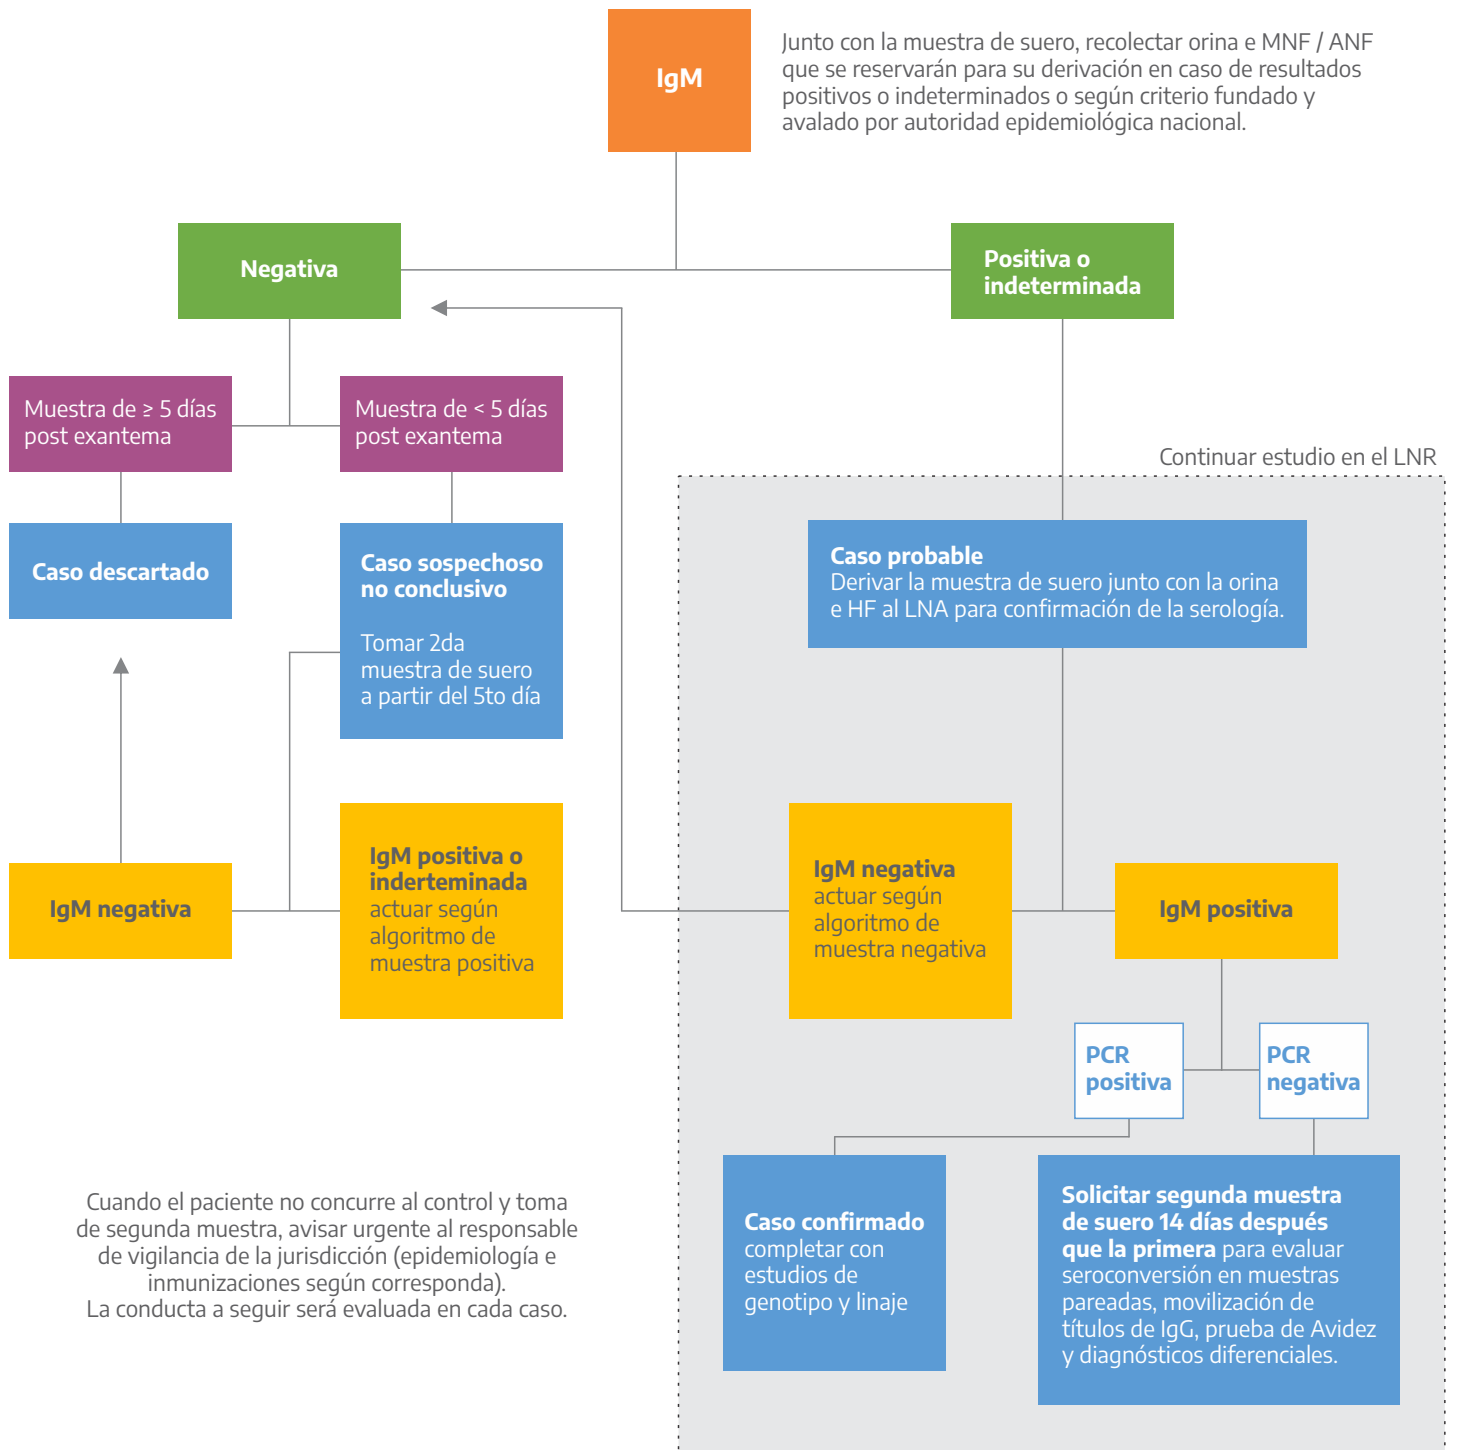 IgM
Junto con la muestra de suero, recolectar orina e MNF / ANF
que se reservarán para su derivación en caso de resultados
positivos o indeterminados o según criterio fundado y
avalado por autoridad epidemiológica nacional.
Negativa
Positiva o
indeterminada
Muestra de ≥ 5 días
post exantema
Muestra de < 5 días
post exantema
Continuar estudio en el LNR
Caso descartado
Caso sospechoso
no conclusivo
Tomar 2da
muestra de suero
a partir del 5to día
Caso probable
Derivar la muestra de suero junto con la orina
e HF al LNA para confirmación de la serología.
IgM negativa
IgM positiva o
inderteminada
actuar según
algoritmo de
muestra positiva
IgM negativa
actuar según
algoritmo de
muestra negativa
IgM positiva
PCR
positiva
PCR
negativa
Cuando el paciente no concurre al control y toma
de segunda muestra, avisar urgente al responsable
de vigilancia de la jurisdicción (epidemiología e
inmunizaciones según corresponda).
La conducta a seguir será evaluada en cada caso.
Caso confirmado
completar con
estudios de
genotipo y linaje
Solicitar segunda muestra
de suero 14 días después
que la primera para evaluar
seroconversión en muestras
pareadas, movilización de
títulos de IgG, prueba de Avidez
y diagnósticos diferenciales.